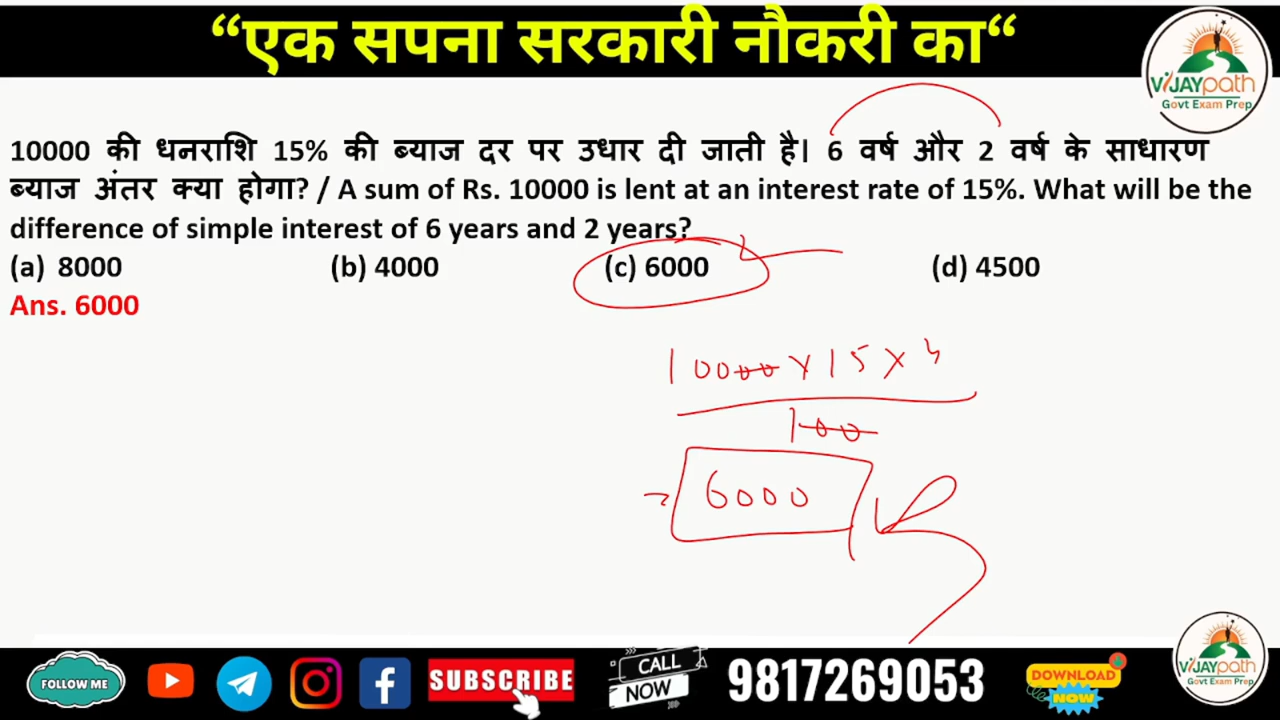 “एक सपना सरकारी नौकरी का“
ViJAYpath
Govt Exam Prep
10000 की धनराशि 15% की ब्याज दर पर उधार दी जाती है। 6 वर्ष और 2 वर्ष के साधारण
ब्याज अंतर क्या होगा? / A sum of Rs. 10000 is lent at an interest rate of 15%. What will be the
difference of simple interest of 6 years and 2 years?
(a) 8000 (b) 4000 (c) 6000 (d) 4500
Ans. 6000
10000 x 15 x
100
6000
ViJAYpath
Govt Exam Prep
FOLLOW ME
SUBSCRIBE
CALL
NOW
9817269053
DOWNLOAD
NOW